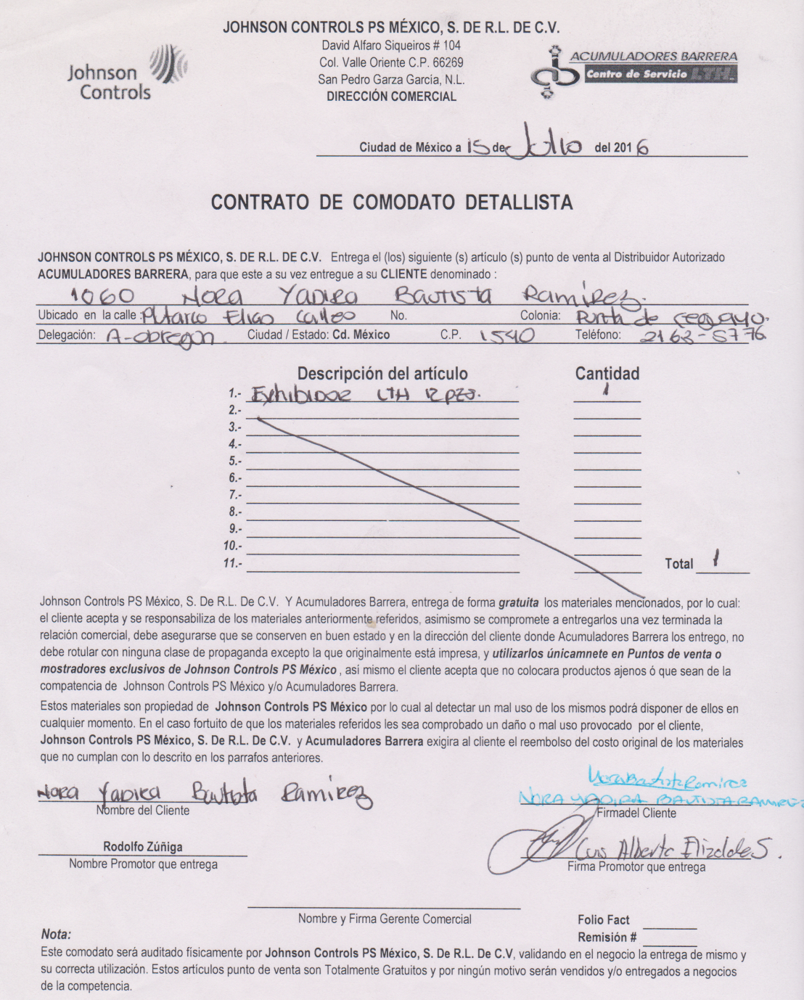 JOHNSON CONTROLS PS MÉXICO, S. DE R.L. DE C.V.
David Alfaro Siqueiros # 104
Col. Valle Oriente C.P. 66269
San Pedro Garza García, N.L.
DIRECCIÓN COMERCIAL
Johnson
Controls
ACUMULADORES BARRERA
Centro de Servicio LTH
Ciudad de México a 15 de Julio del 2016
CONTRATO DE COMODATO DETALLISTA
JOHNSON CONTROLS PS MÉXICO, S. DE R.L. DE C.V. Entrega el (los) siguiente (s) artículo (s) punto de venta al Distribuidor Autorizado
ACUMULADORES BARRERA, para que este a su vez entregue a su CLIENTE denominado :
1060 Nora Yadira Bautista Ramírez.
Ubicado en la calle : Plutarco Elias Calles No. Colonia: Punta de
Delegación: A-obregon Ciudad / Estado: Cd. México C.P. 1540 Teléfono: 2163-5776
Descripción del artículo Cantidad
1.- Exhibidor LTH 12 pzs. 1
2.-
3.-
4.-
5.-
6.-
7.-
8.-
9.-
10.-
11.-
Total 1
Johnson Controls PS México, S. De R.L. De C.V. Y Acumuladores Barrera, entrega de forma gratuita los materiales mencionados, por lo cual:
el cliente acepta y se responsabiliza de los materiales anteriormente referidos, asimismo se compromete a entregarlos una vez terminada la
relación comercial, debe asegurarse que se conserven en buen estado y en la dirección del cliente donde Acumuladores Barrera los entrego, no
debe rotular con ninguna clase de propaganda excepto la que originalmente está impresa, y utilizarlos únicamnete en Puntos de venta o
mostradores exclusivos de Johnson Controls PS México , así mismo el cliente acepta que no colocara productos ajenos ó que sean de la
compatencia de Johnson Controls PS México y/o Acumuladores Barrera.
Estos materiales son propiedad de Johnson Controls PS México por lo cual al detectar un mal uso de los mismos podrá disponer de ellos en
cualquier momento. En el caso fortuito de que los materiales referidos les sea comprobado un daño o mal uso provocado por el cliente,
Johnson Controls PS México, S. De R.L. De C.V. y Acumuladores Barrera exigira al cliente el reembolso del costo original de los materiales
que no cumplan con lo descrito en los parrafos anteriores.
Nora Yadira Bautista Ramírez
Nombre del Cliente
Nora Bautista Ramirez
NORA YADIRA BAUTISTA RAMIREZ
Firmadel Cliente
Rodolfo Zúñiga
Nombre Promotor que entrega
Luis Alberto Elizalde S.
Firma Promotor que entrega
Nombre y Firma Gerente Comercial
Folio Fact
Remisión #
Nota:
Este comodato será auditado físicamente por Johnson Controls PS México, S. De R.L. De C.V, validando en el negocio la entrega de mismo y
su correcta utilización. Estos artículos punto de venta son Totalmente Gratuitos y por ningún motivo serán vendidos y/o entregados a negocios
de la competencia.